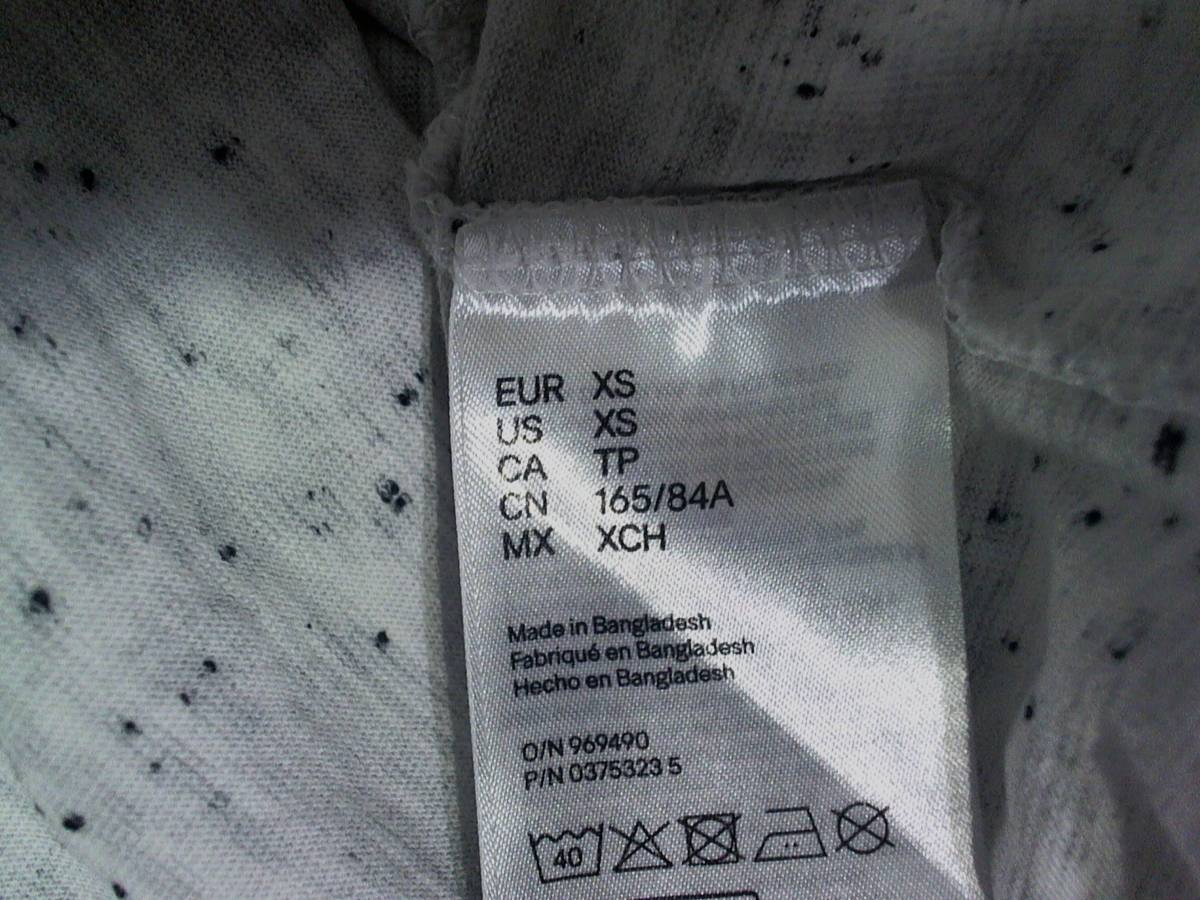 EUR XS
US XS
CA TP
CN 165/84A
MX XCH
Made in Bangladesh
Fabriqué en Bangladesh
Hecho en Bangladesh
O/N 969490
P/N 0375323 5
40